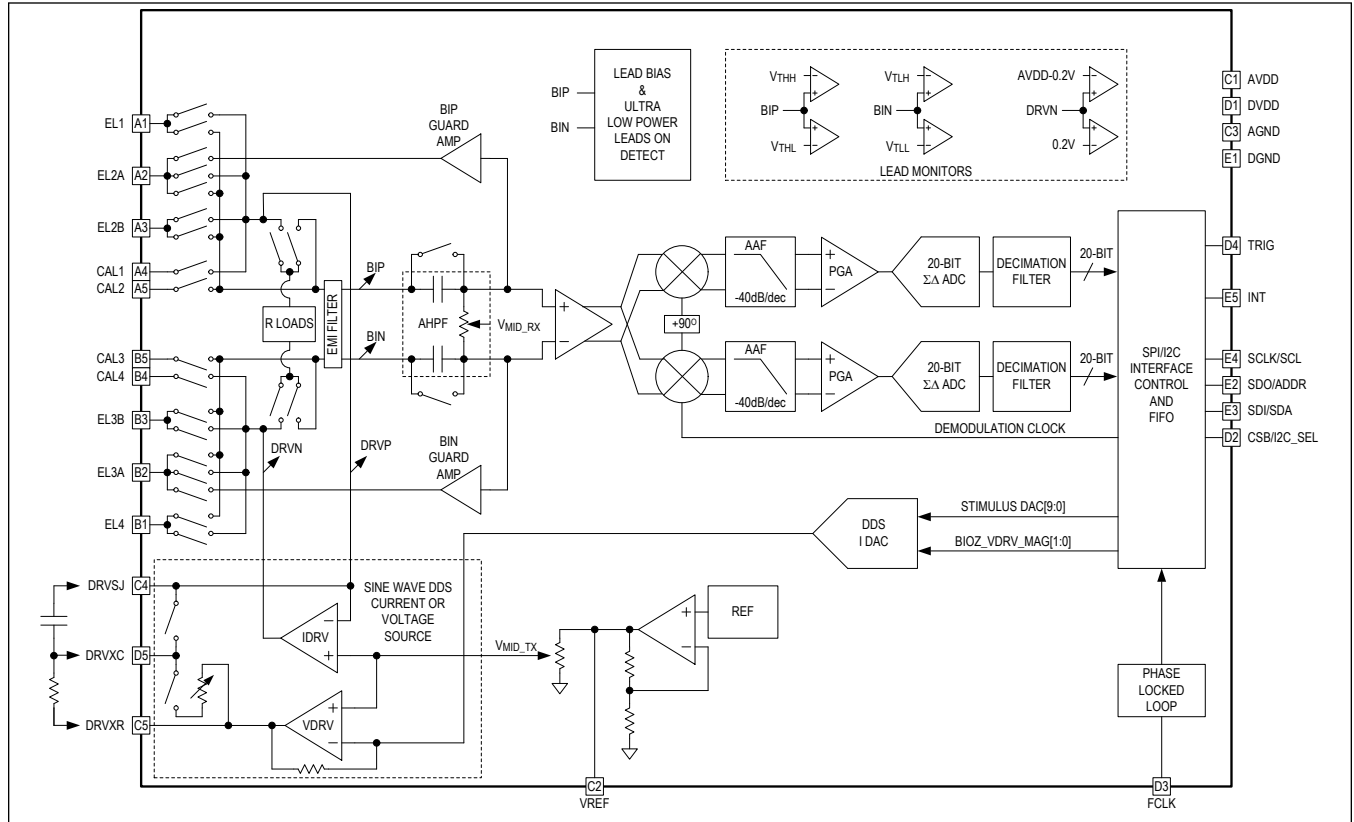 LEAD BIAS
&
ULTRA
LOW POWER
LEADS ON
DETECT
BIP
BIN
VTHH
BIP
VTHL
VTLH
BIN
VTLL
AVDD-0.2V
DRVN
0.2V
LEAD MONITORS
C1 AVDD
D1 DVDD
C3 AGND
E1 DGND
EL1 A1
EL2A A2
EL2B A3
CAL1 A4
CAL2 A5
CAL3 B5
CAL4 B4
EL3B B3
EL3A B2
EL4 B1
BIP
GUARD
AMP
R LOADS
EMI FILTER
BIP
BIN
AHPF
VMID_RX
BIN
GUARD
AMP
DRVN
DRVP
+90O
AAF
-40dB/dec
PGA
20-BIT
ΣΔ ADC
DECIMATION
FILTER
20-BIT
AAF
-40dB/dec
PGA
20-BIT
ΣΔ ADC
DECIMATION
FILTER
20-BIT
DEMODULATION CLOCK
SPI/I2C
INTERFACE
CONTROL
AND
FIFO
D4 TRIG
E5 INT
E4 SCLK/SCL
E2 SDO/ADDR
E3 SDI/SDA
D2 CSB/I2C_SEL
DDS
I DAC
STIMULUS DAC[9:0]
BIOZ_VDRV_MAG[1:0]
DRVSJ C4
DRVXC D5
DRVXR C5
SINE WAVE DDS
CURRENT OR
VOLTAGE
SOURCE
IDRV
VDRV
VMID_TX
REF
PHASE
LOCKED
LOOP
C2
VREF
D3
FCLK